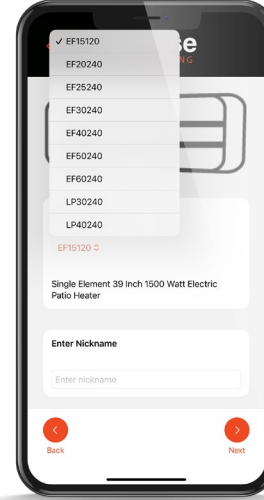 ✓ EF15120
se
EF20240
N G
EF25240
EF30240
EF40240
EF50240
EF60240
LP30240
LP40240
EF15120
Single Element 39 Inch 1500 Watt Electric
Patio Heater
Enter Nickname
Enter nickname
Back
Next